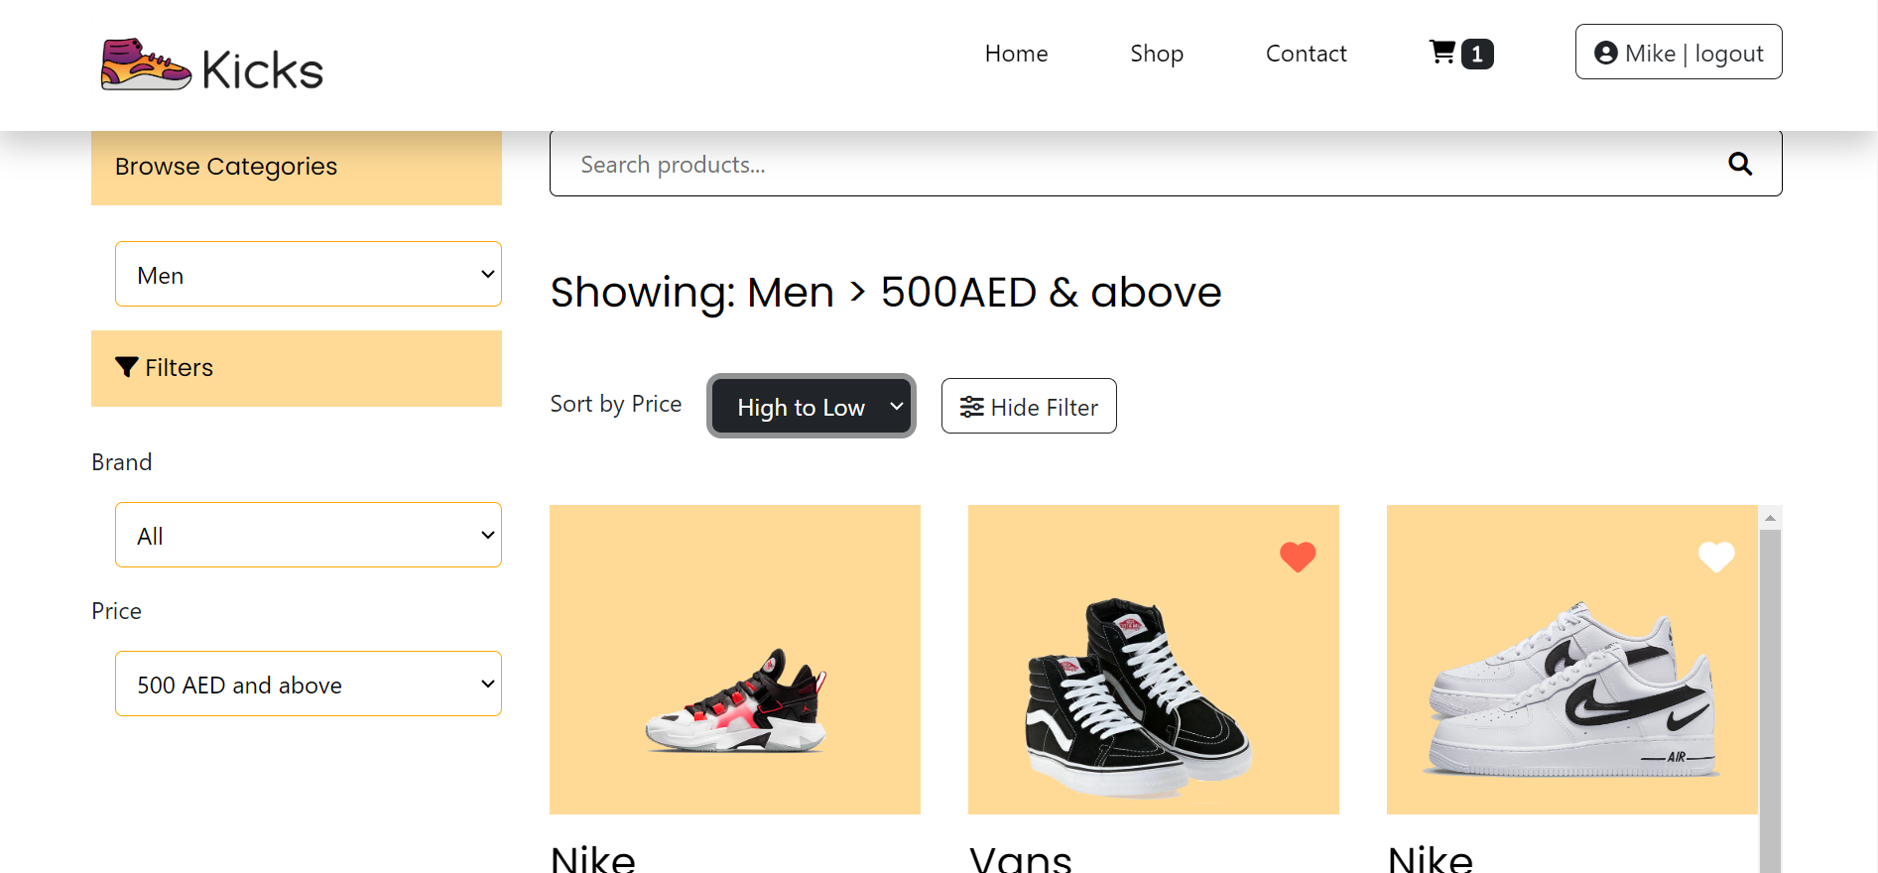 Kicks
Home
Shop
Contact
1
Mike | logout
Browse Categories
Search products...
Men
Showing: Men > 500AED & above
Filters
Sort by Price
High to Low
Hide Filter
Brand
All
Price
500 AED and above
AIR
Nike
Vans
Nike